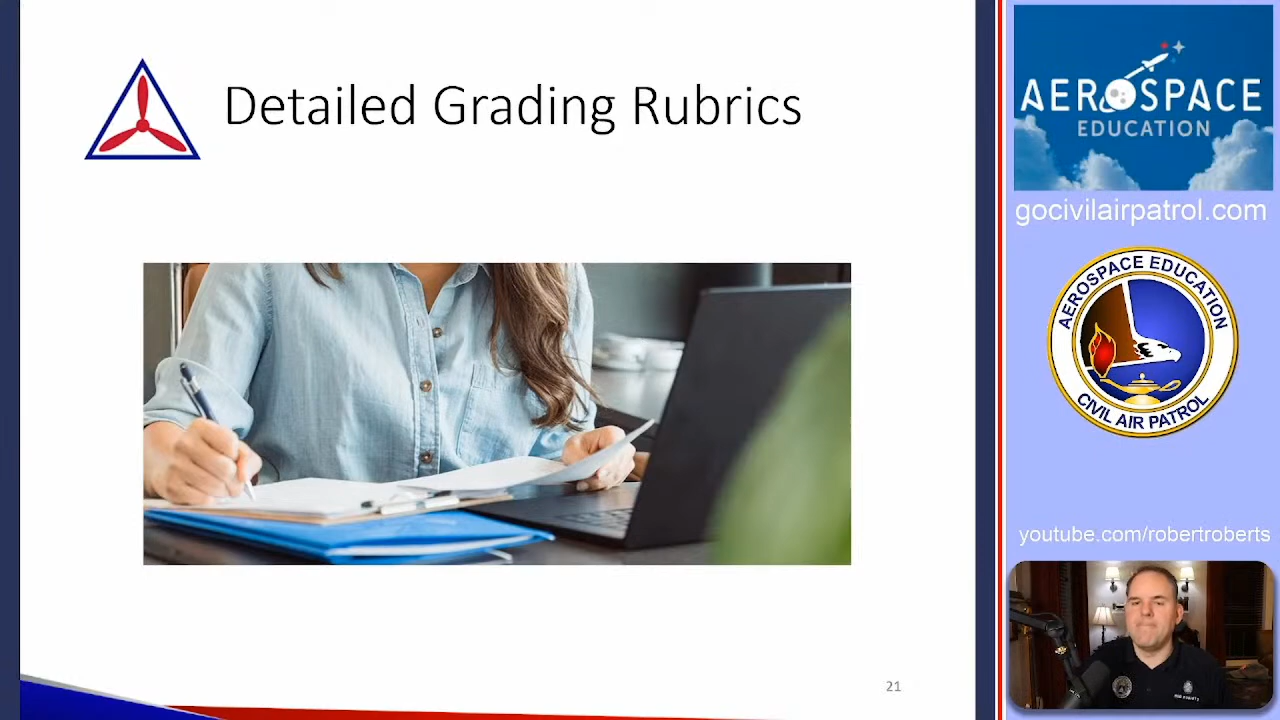 Detailed Grading Rubrics
21
AEROSPACE
EDUCATION
gocivilairpatrol.com
AEROSPACE EDUCATION
CIVIL AIR PATROL
youtube.com/robertroberts